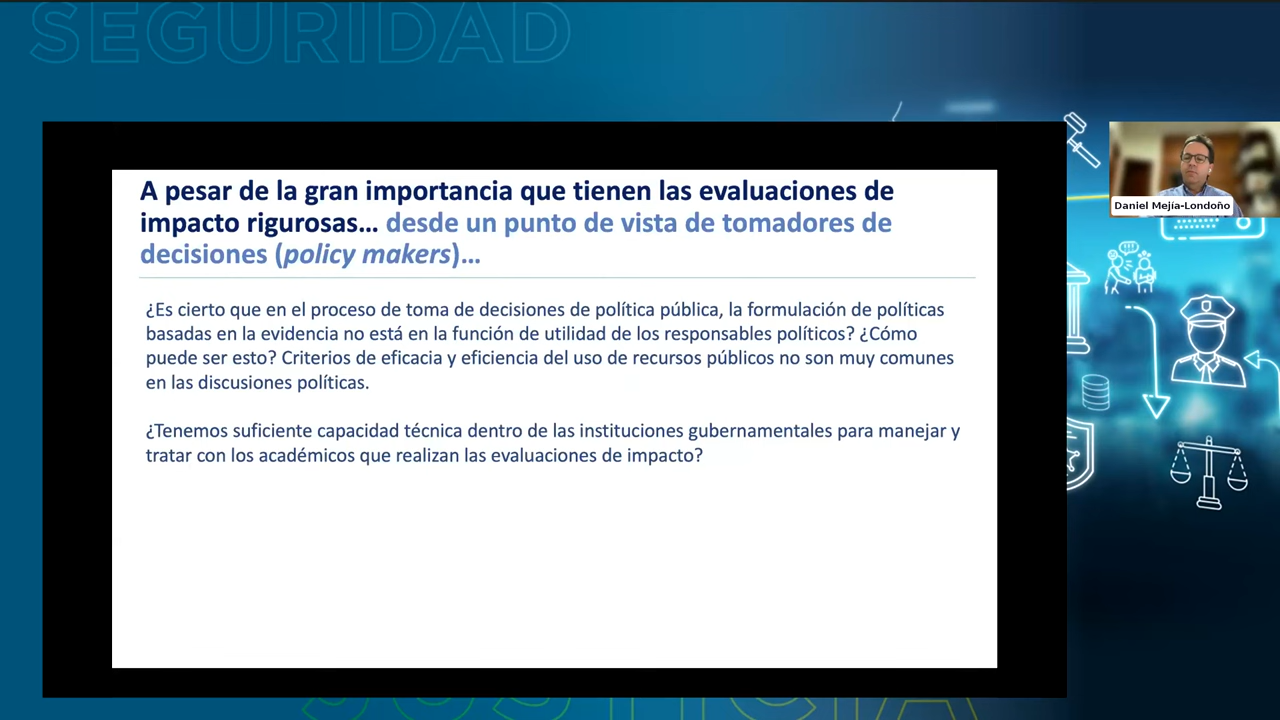 SEGURIDAD
A pesar de la gran importancia que tienen las evaluaciones de
impacto rigurosas... desde un punto de vista de tomadores de
decisiones (policy makers)...
Daniel Mejía-Londoño
¿Es cierto que en el proceso de toma de decisiones de política pública, la formulación de políticas
basadas en la evidencia no está en la función de utilidad de los responsables políticos? ¿Cómo
puede ser esto? Criterios de eficacia y eficiencia del uso de recursos públicos no son muy comunes
en las discusiones políticas.
¿Tenemos suficiente capacidad técnica dentro de las instituciones gubernamentales para manejar y
tratar con los académicos que realizan las evaluaciones de impacto?
JUSTICIA